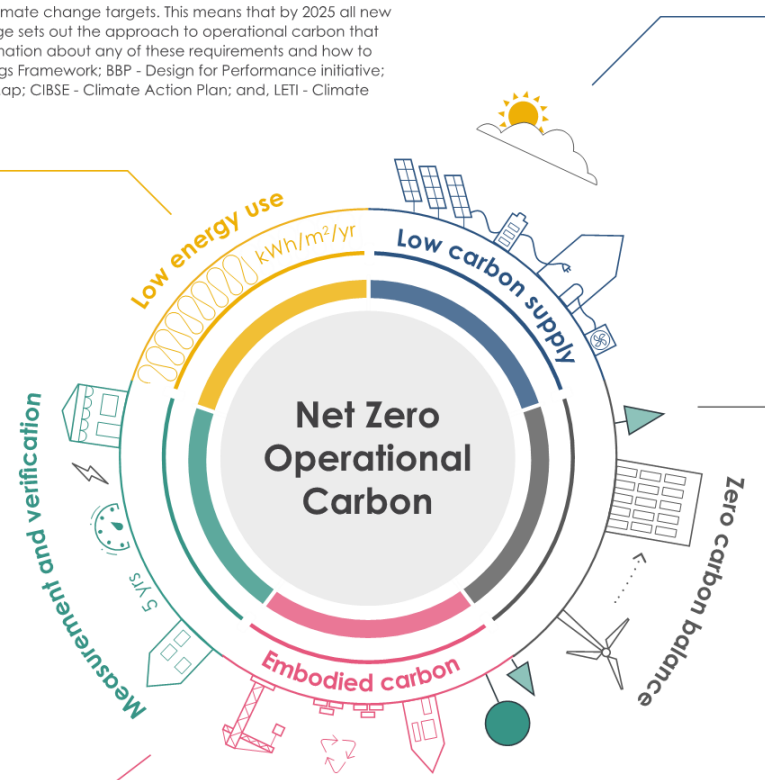 mate change targets. This means that by 2025 all new
ge sets out the approach to operational carbon that
nation about any of these requirements and how to
gs Framework; BBP - Design for Performance initiative;
ap; CIBSE - Climate Action Plan; and, LETI - Climate
Low energy use
kWh/m²/yr
Low carbon supply
Net Zero
Operational
Carbon
Measurement and verification
5 yrs
Zero carbon balance
Embodied carbon